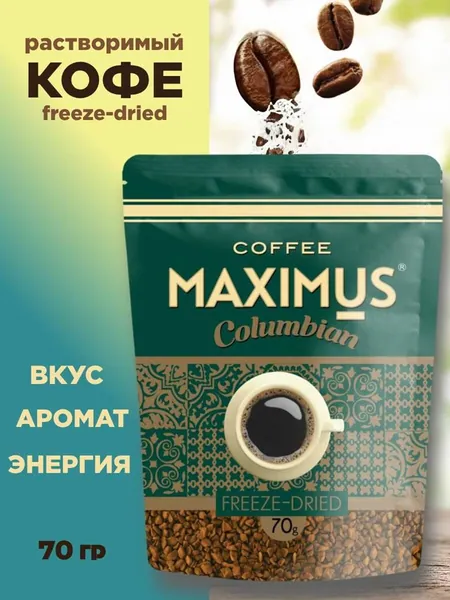 растворимый
КОФЕ
freeze-dried
COFFEE
MAXIMUS®
Columbian
ВКУС
АРОМАТ
ЭНЕРГИЯ
FREEZE-DRIED
70g
70 гр